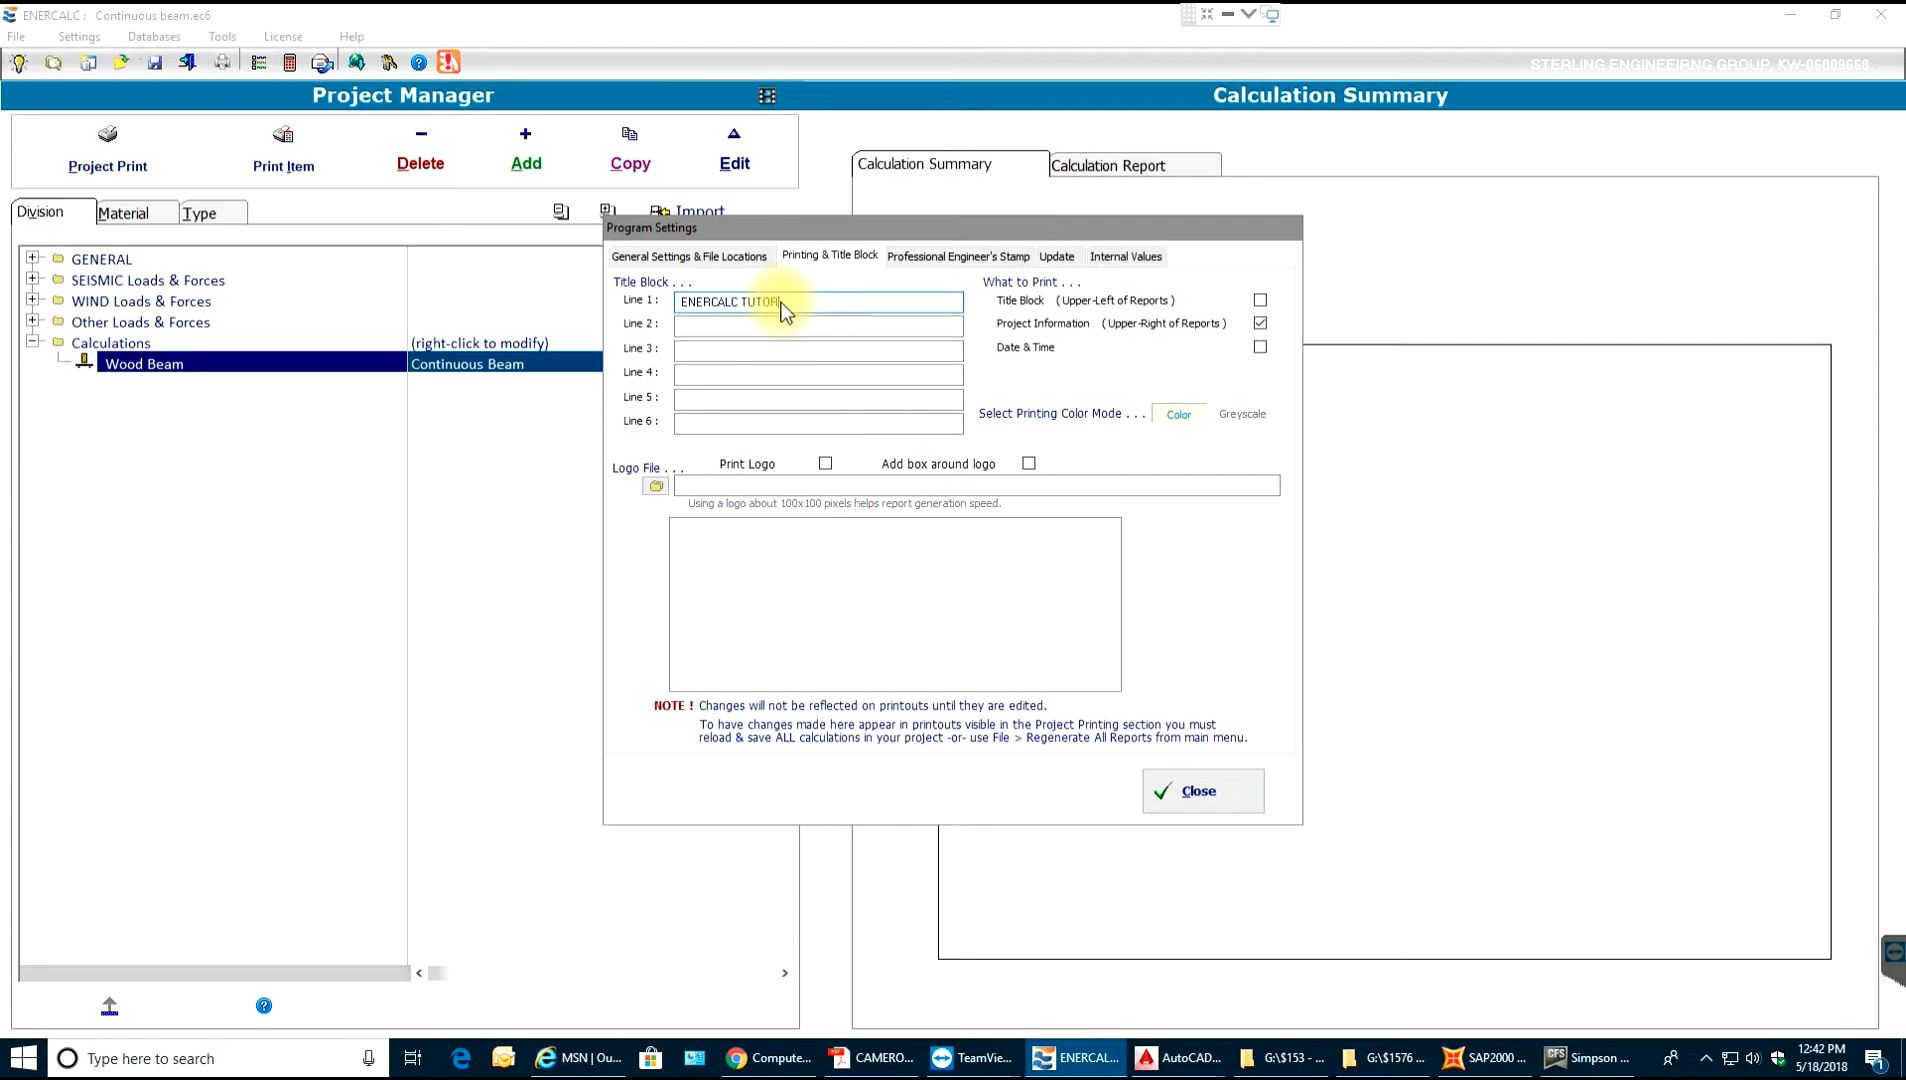 ENERCALC : Continuous beam.ec6
File Settings Databases Tools License Help
STERLING ENGINEEIRNG GROUP, KW-06009668
Project Manager
Calculation Summary
Project Print
Print Item
Delete
Add
Copy
Edit
Calculation Summary
Calculation Report
Division
Material
Type
Import
GENERAL
SEISMIC Loads & Forces
WIND Loads & Forces
Other Loads & Forces
Calculations (right-click to modify)
Wood Beam Continuous Beam
Program Settings
General Settings & File Locations
Printing & Title Block
Professional Engineer's Stamp
Update
Internal Values
Title Block . . .
Line 1 : ENERCALC TUTOR
Line 2 :
Line 3 :
Line 4 :
Line 5 :
Line 6 :
What to Print . . .
Title Block ( Upper-Left of Reports )
Project Information ( Upper-Right of Reports )
Date & Time
Select Printing Color Mode . . . Color Greyscale
Logo File . . . Print Logo Add box around logo
Using a logo about 100x100 pixels helps report generation speed.
NOTE ! Changes will not be reflected on printouts until they are edited.
To have changes made here appear in printouts visible in the Project Printing section you must
reload & save ALL calculations in your project -or- use File > Regenerate All Reports from main menu.
Close
Type here to search
MSN | Ou...
Compute...
CAMERO...
TeamVie...
ENERCAL...
AutoCAD...
G:\$153 - ...
G:\$1576 ...
SAP2000 ...
CFS
Simpson ...
12:42 PM
5/18/2018
1